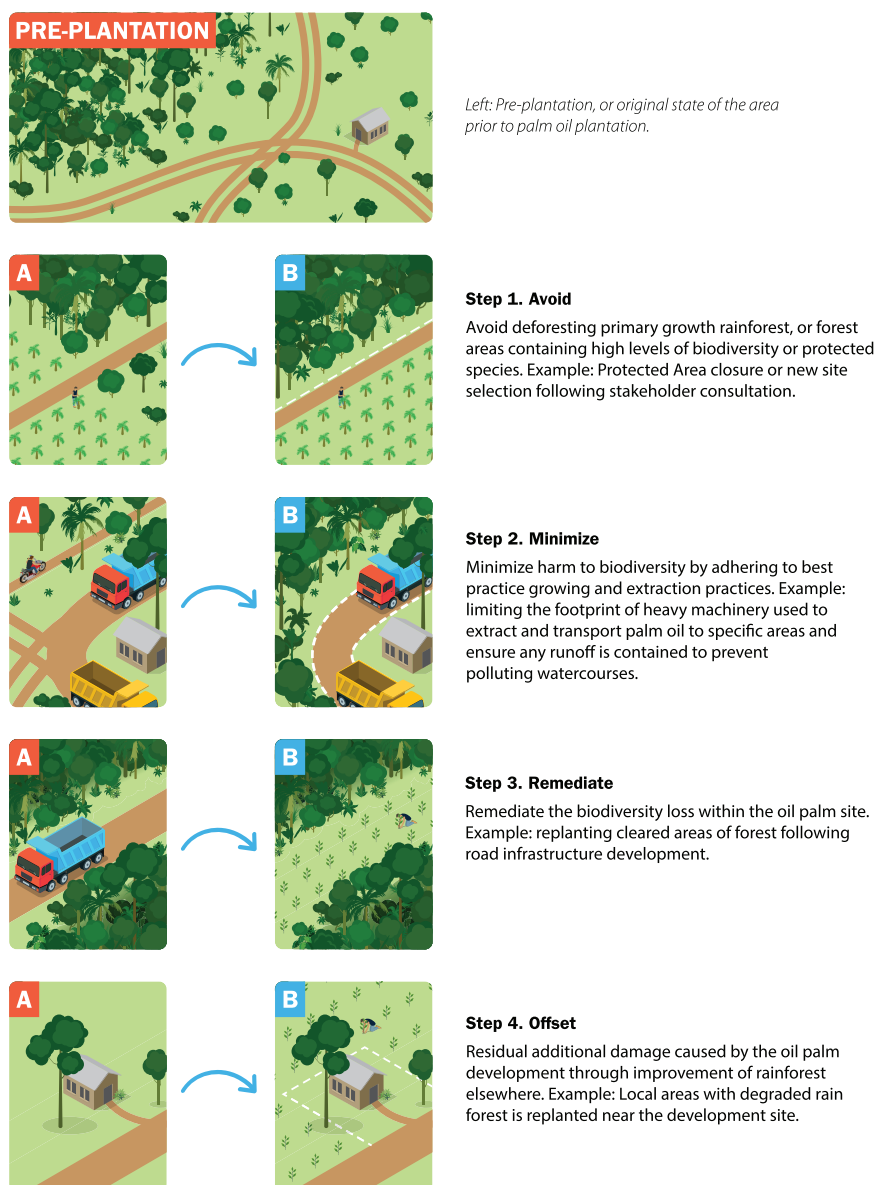 PRE-PLANTATION
Left: Pre-plantation, or original state of the area
prior to palm oil plantation.
A
B
Step 1. Avoid
Avoid deforesting primary growth rainforest, or forest
areas containing high levels of biodiversity or protected
species. Example: Protected Area closure or new site
selection following stakeholder consultation.
A
B
Step 2. Minimize
Minimize harm to biodiversity by adhering to best
practice growing and extraction practices. Example:
limiting the footprint of heavy machinery used to
extract and transport palm oil to specific areas and
ensure any runoff is contained to prevent
polluting watercourses.
A
B
Step 3. Remediate
Remediate the biodiversity loss within the oil palm site.
Example: replanting cleared areas of forest following
road infrastructure development.
A
B
Step 4. Offset
Residual additional damage caused by the oil palm
development through improvement of rainforest
elsewhere. Example: Local areas with degraded rain
forest is replanted near the development site.